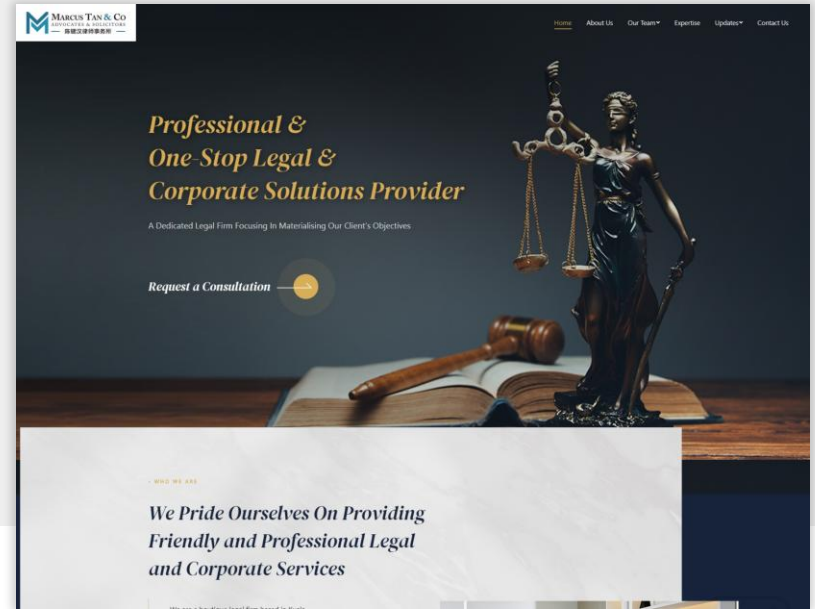 MARCUS TAN & CO
ADVOCATES & SOLICITORS
Home About Us Our Team Expertise Updates Contact Us
Professional &
One-Stop Legal &
Corporate Solutions Provider
A Dedicated Legal Firm Focusing In Materialising Our Client's Objectives
Request a Consultation
- WHO WE ARE
We Pride Ourselves On Providing
Friendly and Professional Legal
and Corporate Services